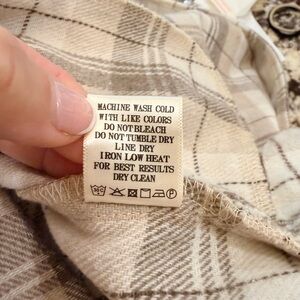 MACHINE WASH COLD
WITH LIKE COLORS
DO NOT BLEACH
DO NOT TUMBLE DRY
LINE DRY
IRON LOW HEAT
FOR BEST RESULTS
DRY CLEAN